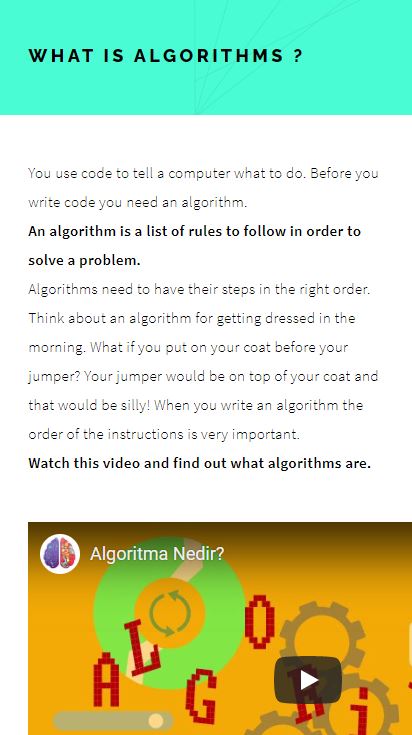 WHAT IS ALGORITHMS ?
You use code to tell a computer what to do. Before you
write code you need an algorithm.
An algorithm is a list of rules to follow in order to
solve a problem.
Algorithms need to have their steps in the right order.
Think about an algorithm for getting dressed in the
morning. What if you put on your coat before your
jumper? Your jumper would be on top of your coat and
that would be silly! When you write an algorithm the
order of the instructions is very important.
Watch this video and find out what algorithms are.
Algoritma Nedir?
ALGO